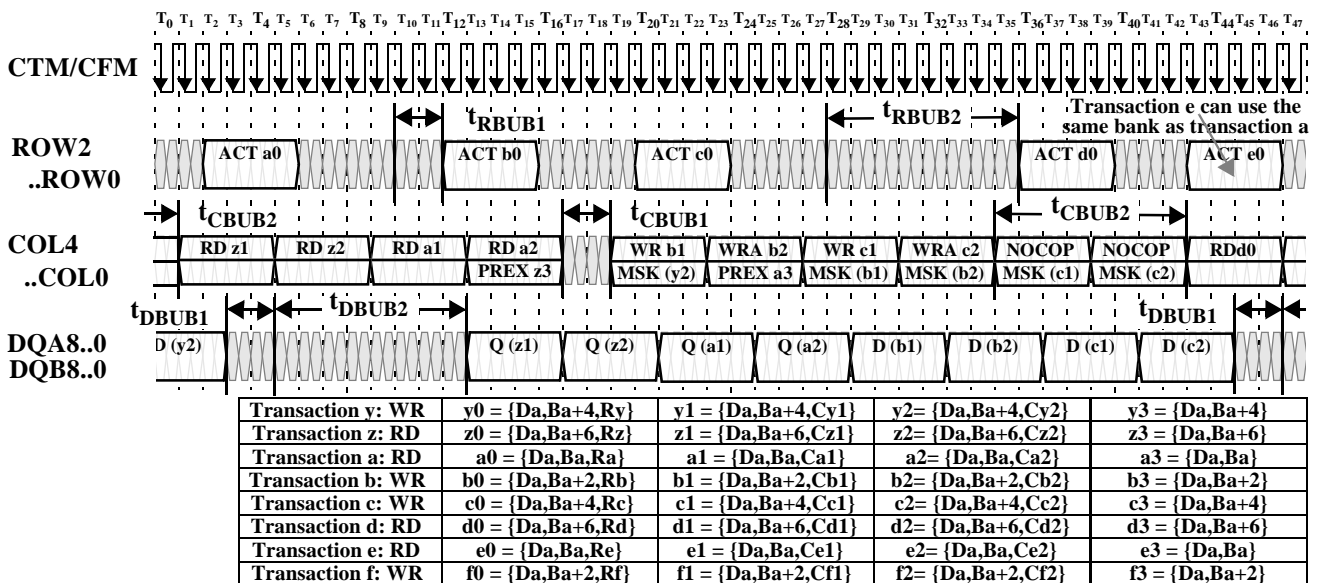 T0 T1 T2 T3 T4 T5 T6 T7 T8 T9 T10 T11 T12 T13 T14 T15 T16 T17 T18 T19 T20 T21 T22 T23 T24 T25 T26 T27 T28 T29 T30 T31 T32 T33 T34 T35 T36 T37 T38 T39 T40 T41 T42 T43 T44 T45 T46 T47
CTM/CFM
Transaction e can use the
same bank as transaction a
tRBUB1 tRBUB2
ROW2
..ROW0
ACT a0 ACT b0 ACT c0 ACT d0 ACT e0
tCBUB2 tCBUB1 tCBUB2
COL4
..COL0
RD z1 RD z2 RD a1 RD a2 WR b1 WRA b2 WR c1 WRA c2 NOCOP NOCOP RDd0
PREX z3 MSK (y2) PREX a3 MSK (b1) MSK (b2) MSK (c1) MSK (c2)
tDBUB1 tDBUB2 tDBUB1
DQA8..0
DQB8..0
D (y2) Q (z1) Q (z2) Q (a1) Q (a2) D (b1) D (b2) D (c1) D (c2)
Transaction y: WR y0 = {Da,Ba+4,Ry} y1 = {Da,Ba+4,Cy1} y2= {Da,Ba+4,Cy2} y3 = {Da,Ba+4}
Transaction z: RD z0 = {Da,Ba+6,Rz} z1 = {Da,Ba+6,Cz1} z2= {Da,Ba+6,Cz2} z3 = {Da,Ba+6}
Transaction a: RD a0 = {Da,Ba,Ra} a1 = {Da,Ba,Ca1} a2= {Da,Ba,Ca2} a3 = {Da,Ba}
Transaction b: WR b0 = {Da,Ba+2,Rb} b1 = {Da,Ba+2,Cb1} b2= {Da,Ba+2,Cb2} b3 = {Da,Ba+2}
Transaction c: WR c0 = {Da,Ba+4,Rc} c1 = {Da,Ba+4,Cc1} c2= {Da,Ba+4,Cc2} c3 = {Da,Ba+4}
Transaction d: RD d0 = {Da,Ba+6,Rd} d1 = {Da,Ba+6,Cd1} d2= {Da,Ba+6,Cd2} d3 = {Da,Ba+6}
Transaction e: RD e0 = {Da,Ba,Re} e1 = {Da,Ba,Ce1} e2= {Da,Ba,Ce2} e3 = {Da,Ba}
Transaction f: WR f0 = {Da,Ba+2,Rf} f1 = {Da,Ba+2,Cf1} f2= {Da,Ba+2,Cf2} f3 = {Da,Ba+2}